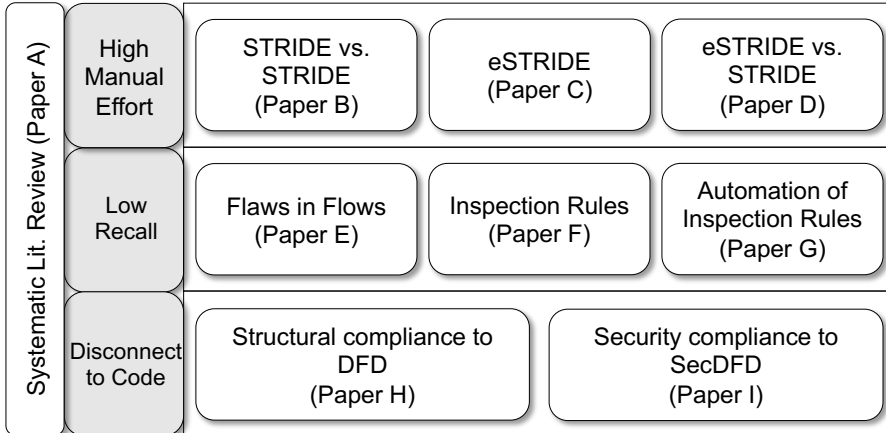 Systematic Lit. Review (Paper A)
High
Manual
Effort
STRIDE vs.
STRIDE
(Paper B)
eSTRIDE
(Paper C)
eSTRIDE vs.
STRIDE
(Paper D)
Low
Recall
Flaws in Flows
(Paper E)
Inspection Rules
(Paper F)
Automation of
Inspection Rules
(Paper G)
Disconnect
to Code
Structural compliance to
DFD
(Paper H)
Security compliance to
SecDFD
(Paper I)